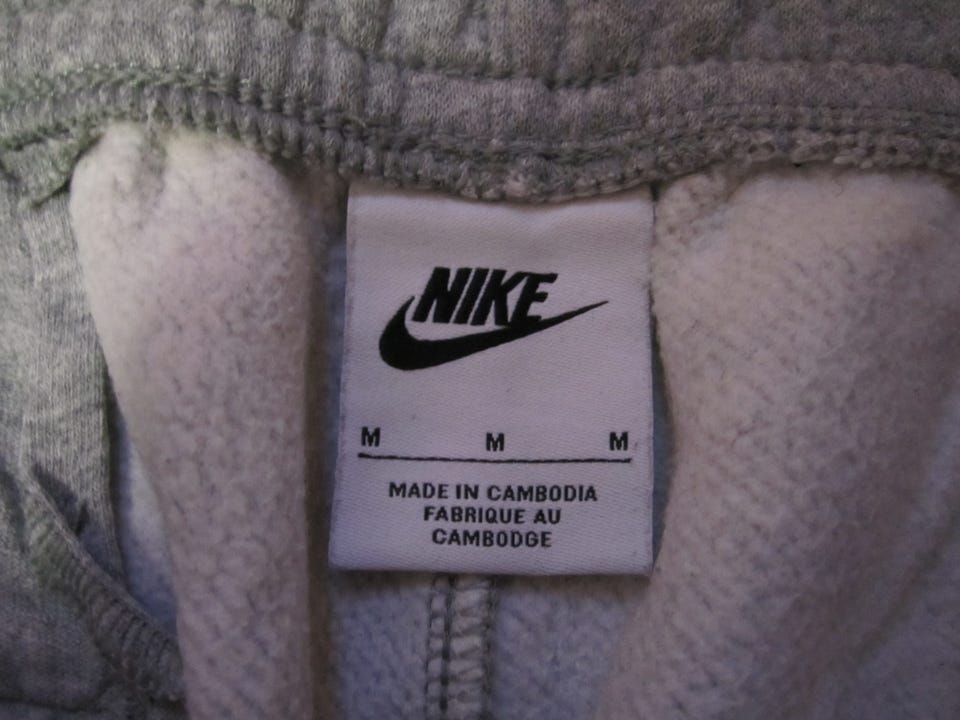 NIKE
M M M
MADE IN CAMBODIA
FABRIQUE AU
CAMBODGE